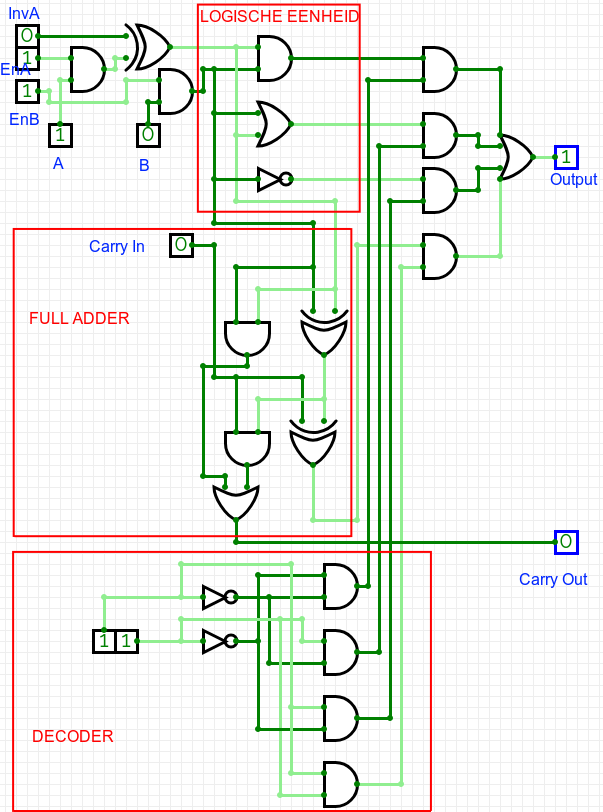 InvA
LOGISCHE EENHEID
0
1
EnA
1
EnB
1
0
A
B
1
Output
Carry In
0
FULL ADDER
0
Carry Out
1 1
DECODER